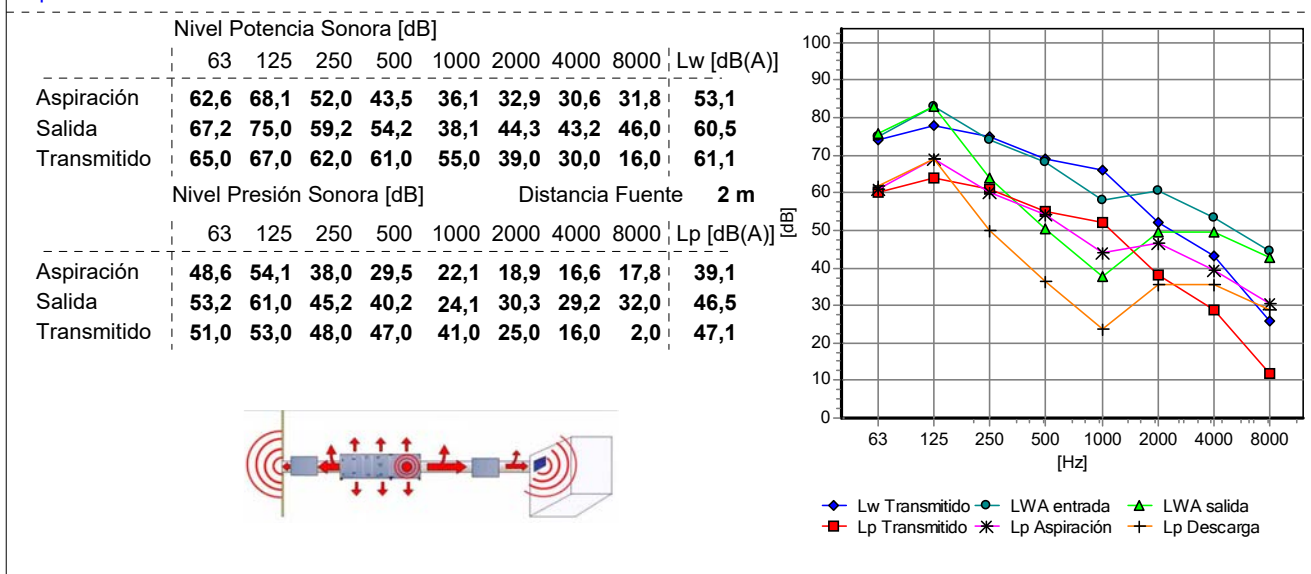 Nivel Potencia Sonora [dB]
63 125 250 500 1000 2000 4000 8000 Lw [dB(A)]
Aspiración 62,6 68,1 52,0 43,5 36,1 32,9 30,6 31,8 53,1
Salida 67,2 75,0 59,2 54,2 38,1 44,3 43,2 46,0 60,5
Transmitido 65,0 67,0 62,0 61,0 55,0 39,0 30,0 16,0 61,1
Nivel Presión Sonora [dB] Distancia Fuente 2 m
63 125 250 500 1000 2000 4000 8000 Lp [dB(A)]
Aspiración 48,6 54,1 38,0 29,5 22,1 18,9 16,6 17,8 39,1
Salida 53,2 61,0 45,2 40,2 24,1 30,3 29,2 32,0 46,5
Transmitido 51,0 53,0 48,0 47,0 41,0 25,0 16,0 2,0 47,1
100
90
80
70
60
50
40
30
20
10
0
[dB]
63 125 250 500 1000 2000 4000 8000
[Hz]
Lw Transmitido LWA entrada LWA salida
Lp Transmitido Lp Aspiración Lp Descarga